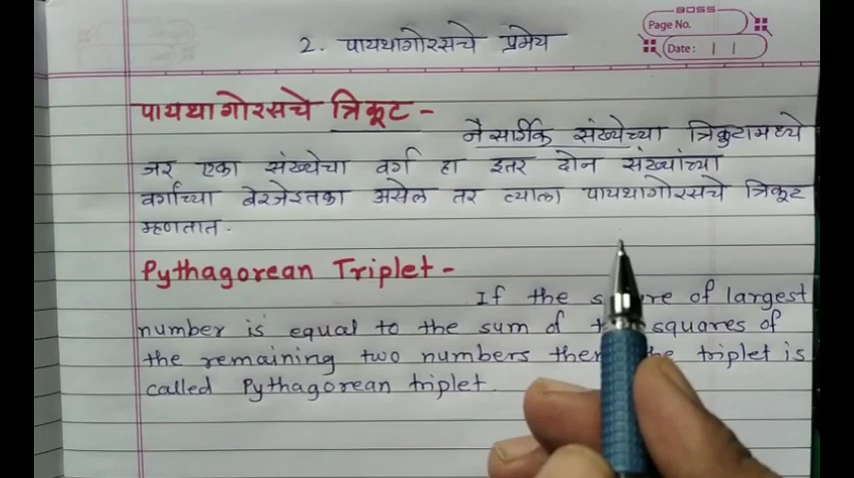 BOSS
Page No.
Date: | |
2. पायथागोरसचे प्रमेय
पायथागोरसचे त्रिकूट -
नैसर्गिक संख्येच्या त्रिकुटामध्ये
जर एका संख्येचा वर्ग हा इतर दोन संख्यांच्या
वर्गाच्या बेरजेइतका असेल तर त्याला पायथागोरसचे त्रिकूट
म्हणतात.
Pythagorean Triplet -
If the of largest
number is equal to the sum of squares of
the remaining two numbers then the triplet is
called Pythagorean triplet.